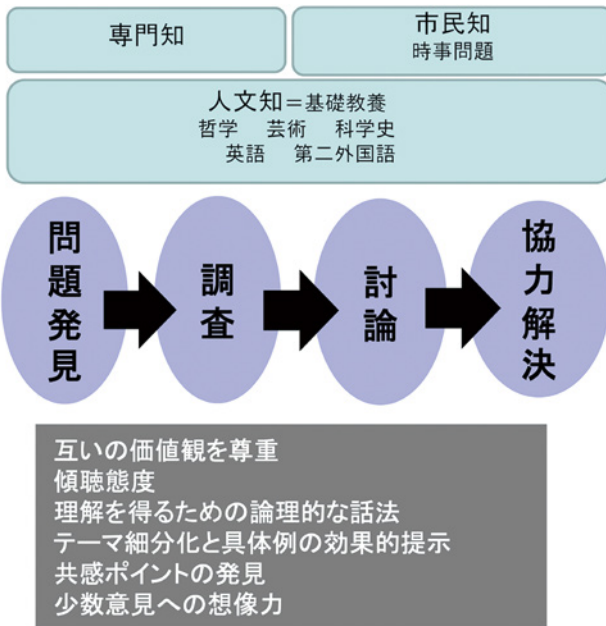 専門知
市民知
時事問題
人文知=基礎教養
哲学 芸術 科学史
英語 第二外国語
問題発見
調査
討論
協力解決
互いの価値観を尊重
傾聴態度
理解を得るための論理的な話法
テーマ細分化と具体例の効果的提示
共感ポイントの発見
少数意見への想像力